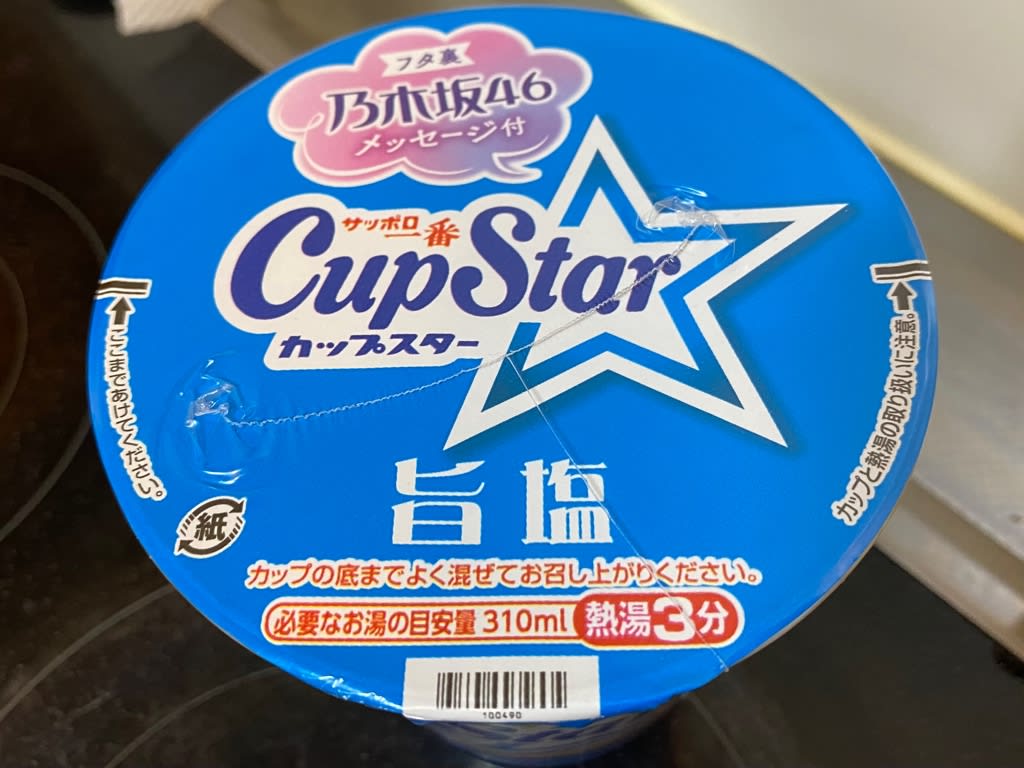 フタ裏
乃木坂46
メッセージ付
サッポロ一番
CupStar
カップスター
ここまであけてください。
カップと熱湯の取り扱いに注意。
紙
旨塩
カップの底までよく混ぜてお召し上がりください。
必要なお湯の目安量 310ml 熱湯3分
100490